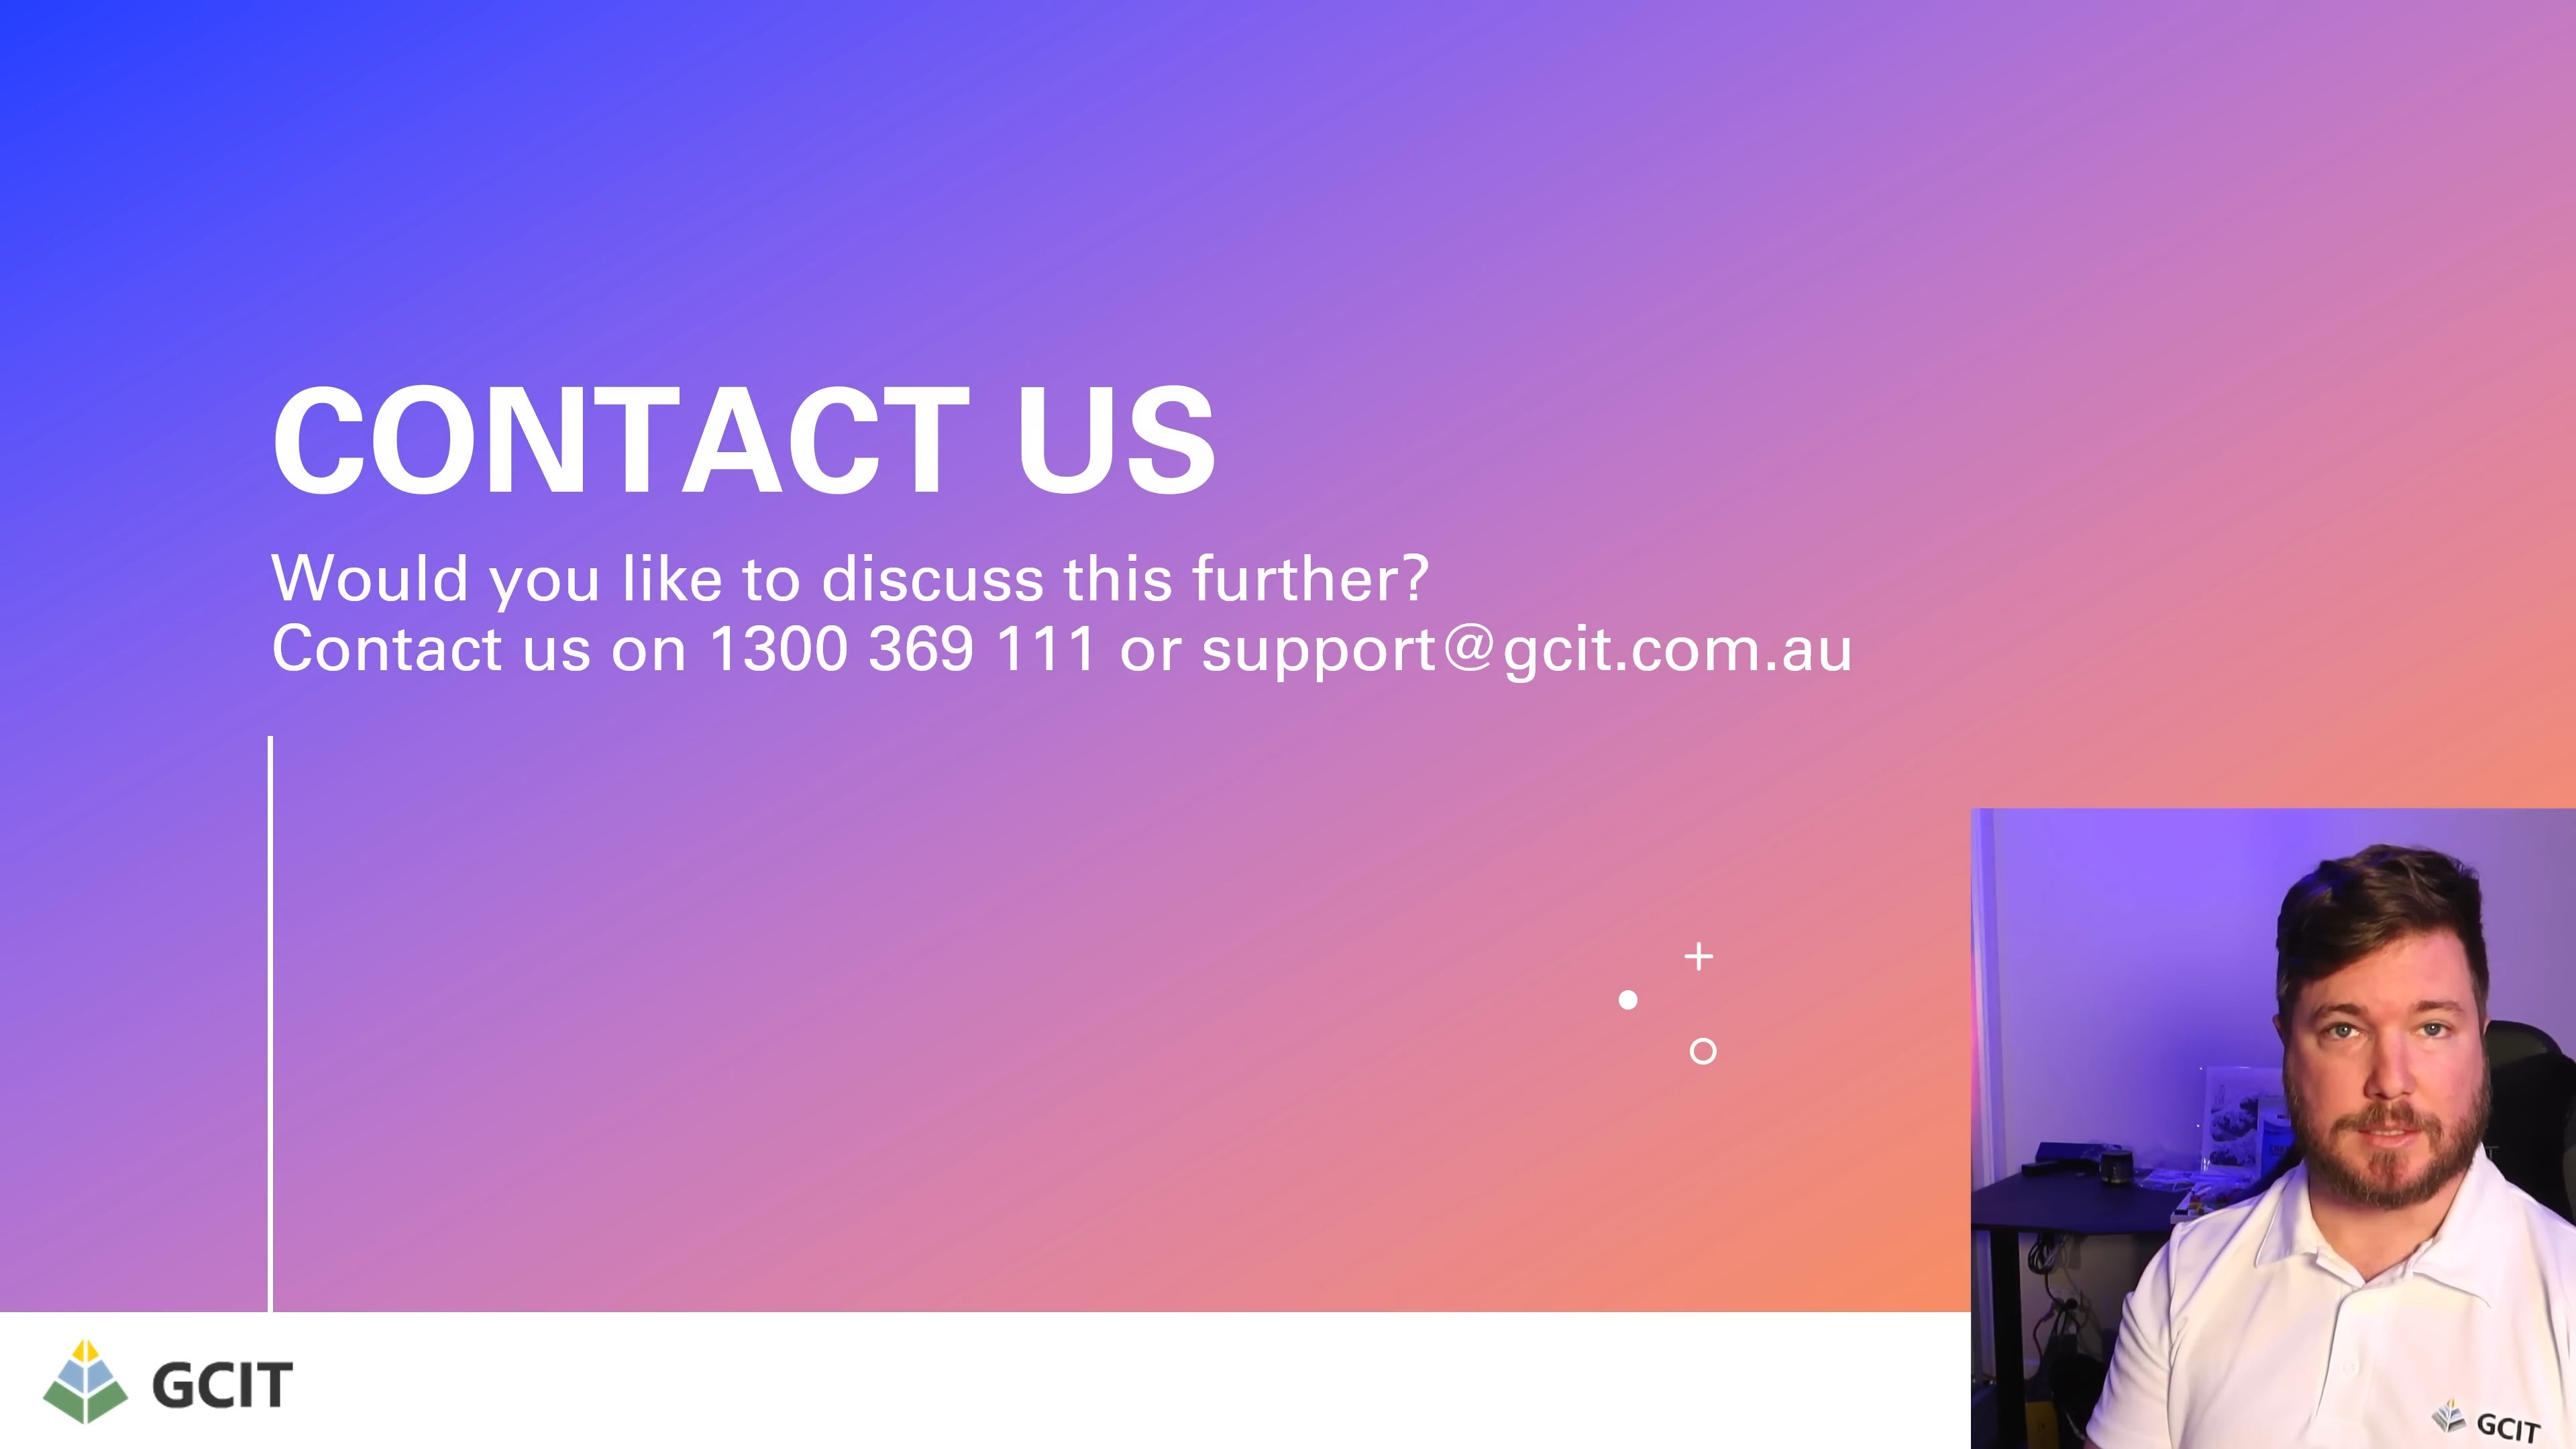 CONTACT US
Would you like to discuss this further?
Contact us on 1300 369 111 or support@gcit.com.au
GCIT
GCIT